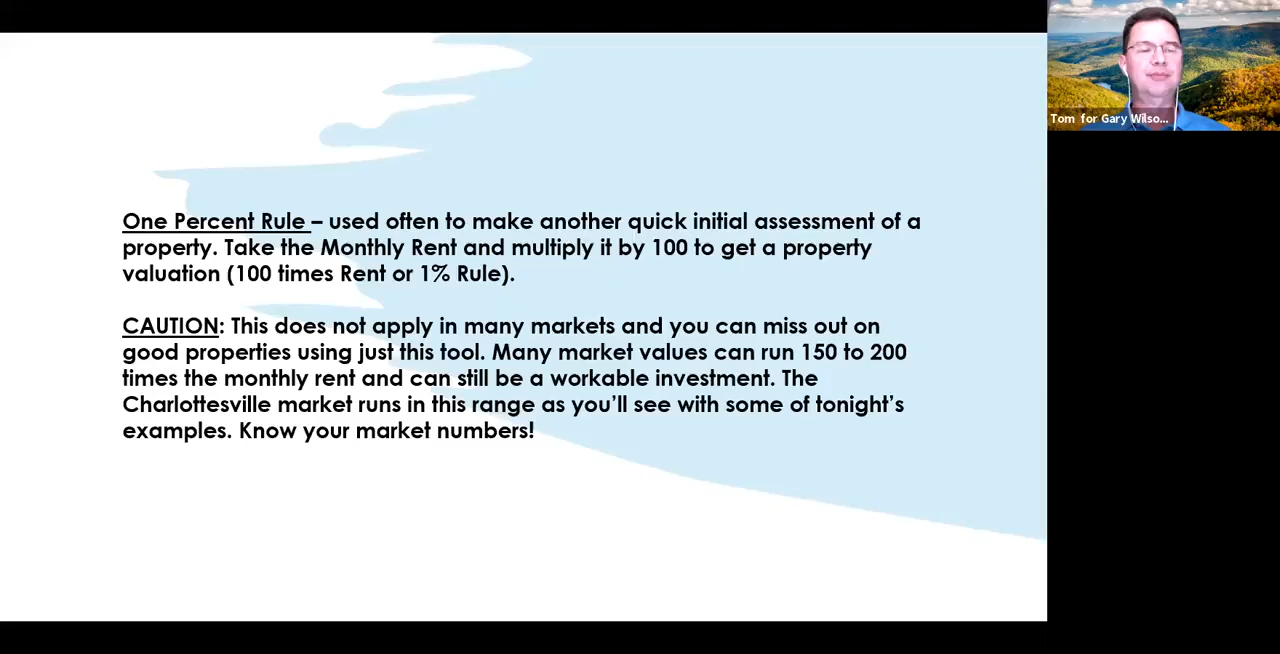 One Percent Rule – used often to make another quick initial assessment of a
property. Take the Monthly Rent and multiply it by 100 to get a property
valuation (100 times Rent or 1% Rule).
CAUTION: This does not apply in many markets and you can miss out on
good properties using just this tool. Many market values can run 150 to 200
times the monthly rent and can still be a workable investment. The
Charlottesville market runs in this range as you’ll see with some of tonight’s
examples. Know your market numbers!
Tom for Gary Wilso...